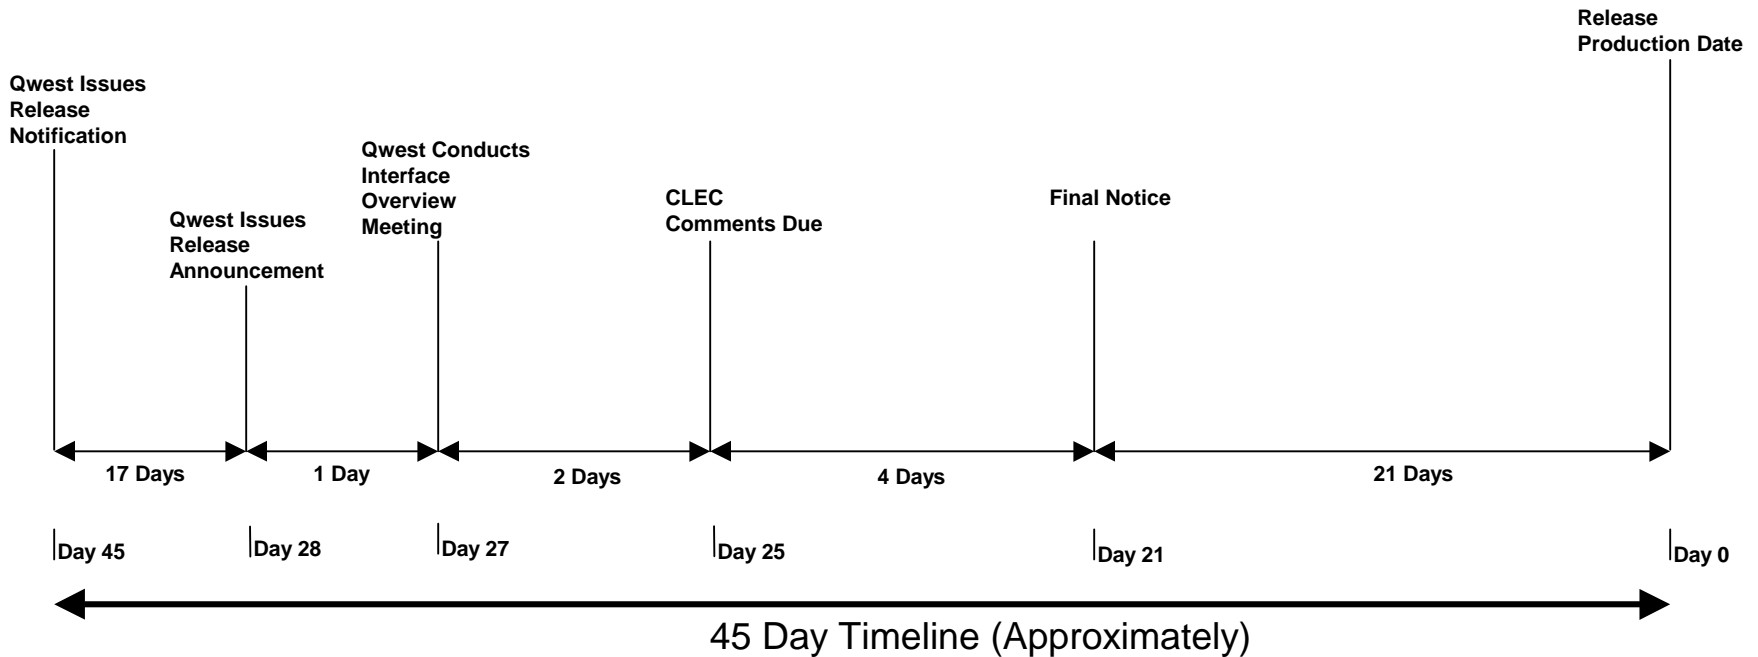 Release
Production Date
Qwest Issues
Release
Notification
Qwest Conducts
Interface
Overview
Meeting
CLEC
Comments Due
Final Notice
Qwest Issues
Release
Announcement
17 Days
1 Day
2 Days
4 Days
21 Days
Day 45
Day 28
Day 27
Day 25
Day 21
Day 0
45 Day Timeline (Approximately)